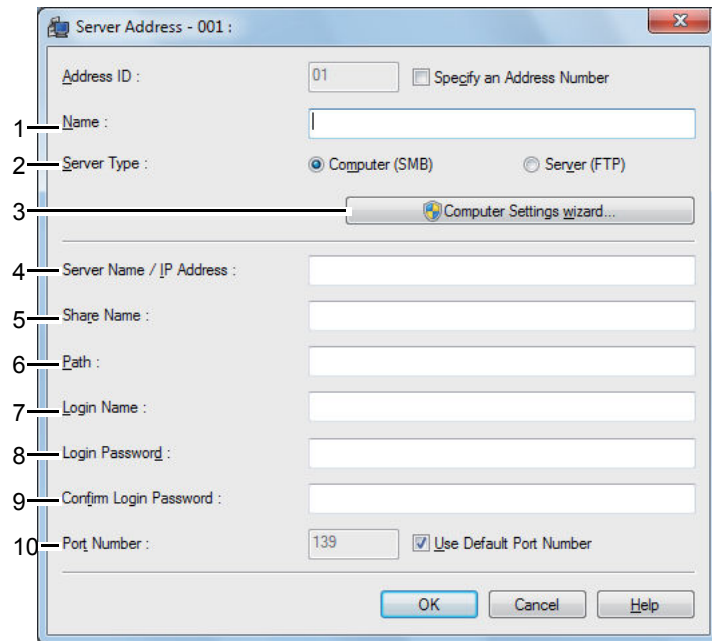 Server Address - 001 :
Address ID : 01 Specify an Address Number
1 Name :
2 Server Type : Computer (SMB) Server (FTP)
3 Computer Settings wizard...
4 Server Name / IP Address :
5 Share Name :
6 Path :
7 Login Name :
8 Login Password :
9 Confirm Login Password :
10 Port Number : 139 Use Default Port Number
OK Cancel Help